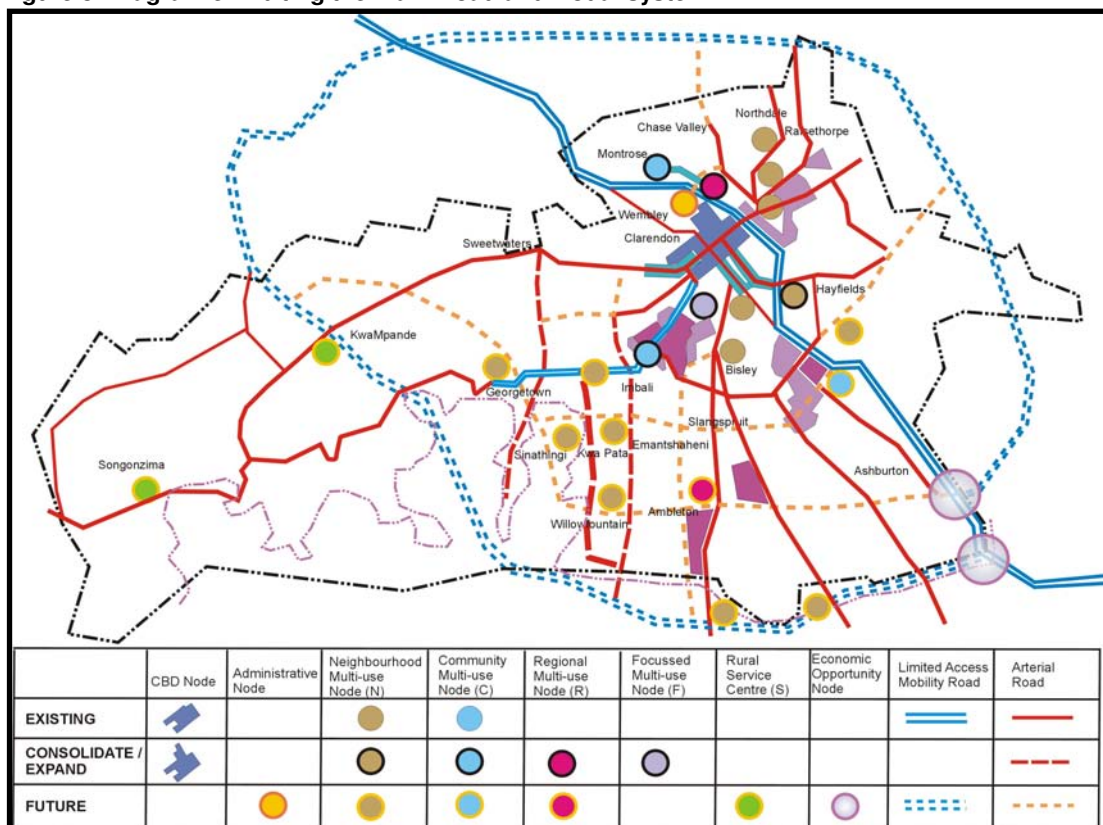 Northdale
Chase Valley
Raisethorpe
Montrose
Wembley
Clarendon
Sweetwaters
Hayfields
KwaMpande
Georgetown
Imbali
Bisley
Slangspruit
Sinathingi
Kwa Pata
Emantshaheni
Songonzima
Ashburton
Ambleton
Willowfountain
CBD Node
Administrative
Node
Neighbourhood
Multi-use
Node (N)
Community
Multi-use
Node (C)
Regional
Multi-use
Node (R)
Focussed
Multi-use
Node (F)
Rural
Service
Centre (S)
Economic
Opportunity
Node
Limited Access
Mobility Road
Arterial
Road
EXISTING
CONSOLIDATE /
EXPAND
FUTURE